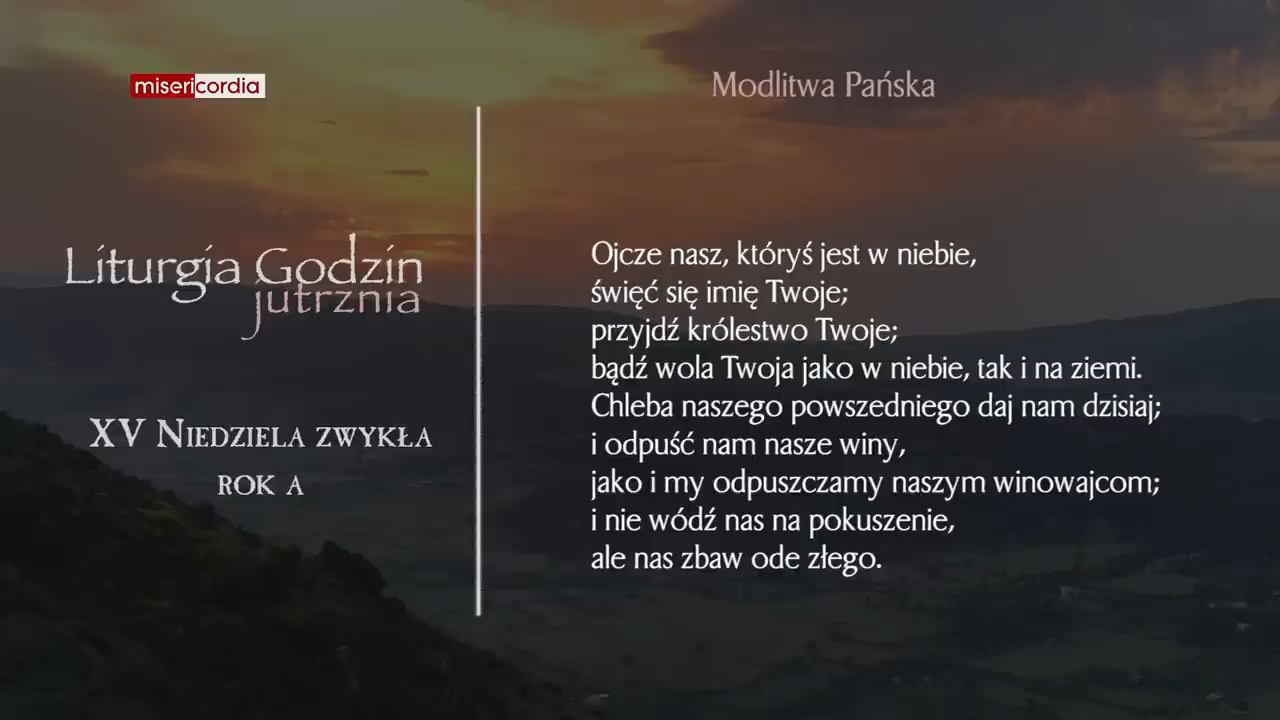 misericordia
Liturgia Godzin
jutrznia
XV Niedziela zwykła
rok A
Modlitwa Pańska
Ojcze nasz, któryś jest w niebie,
święć się imię Twoje;
przyjdź królestwo Twoje;
bądź wola Twoja jako w niebie, tak i na ziemi.
Chleba naszego powszedniego daj nam dzisiaj;
i odpuść nam nasze winy,
jako i my odpuszczamy naszym winowajcom;
i nie wódź nas na pokuszenie,
ale nas zbaw ode złego.